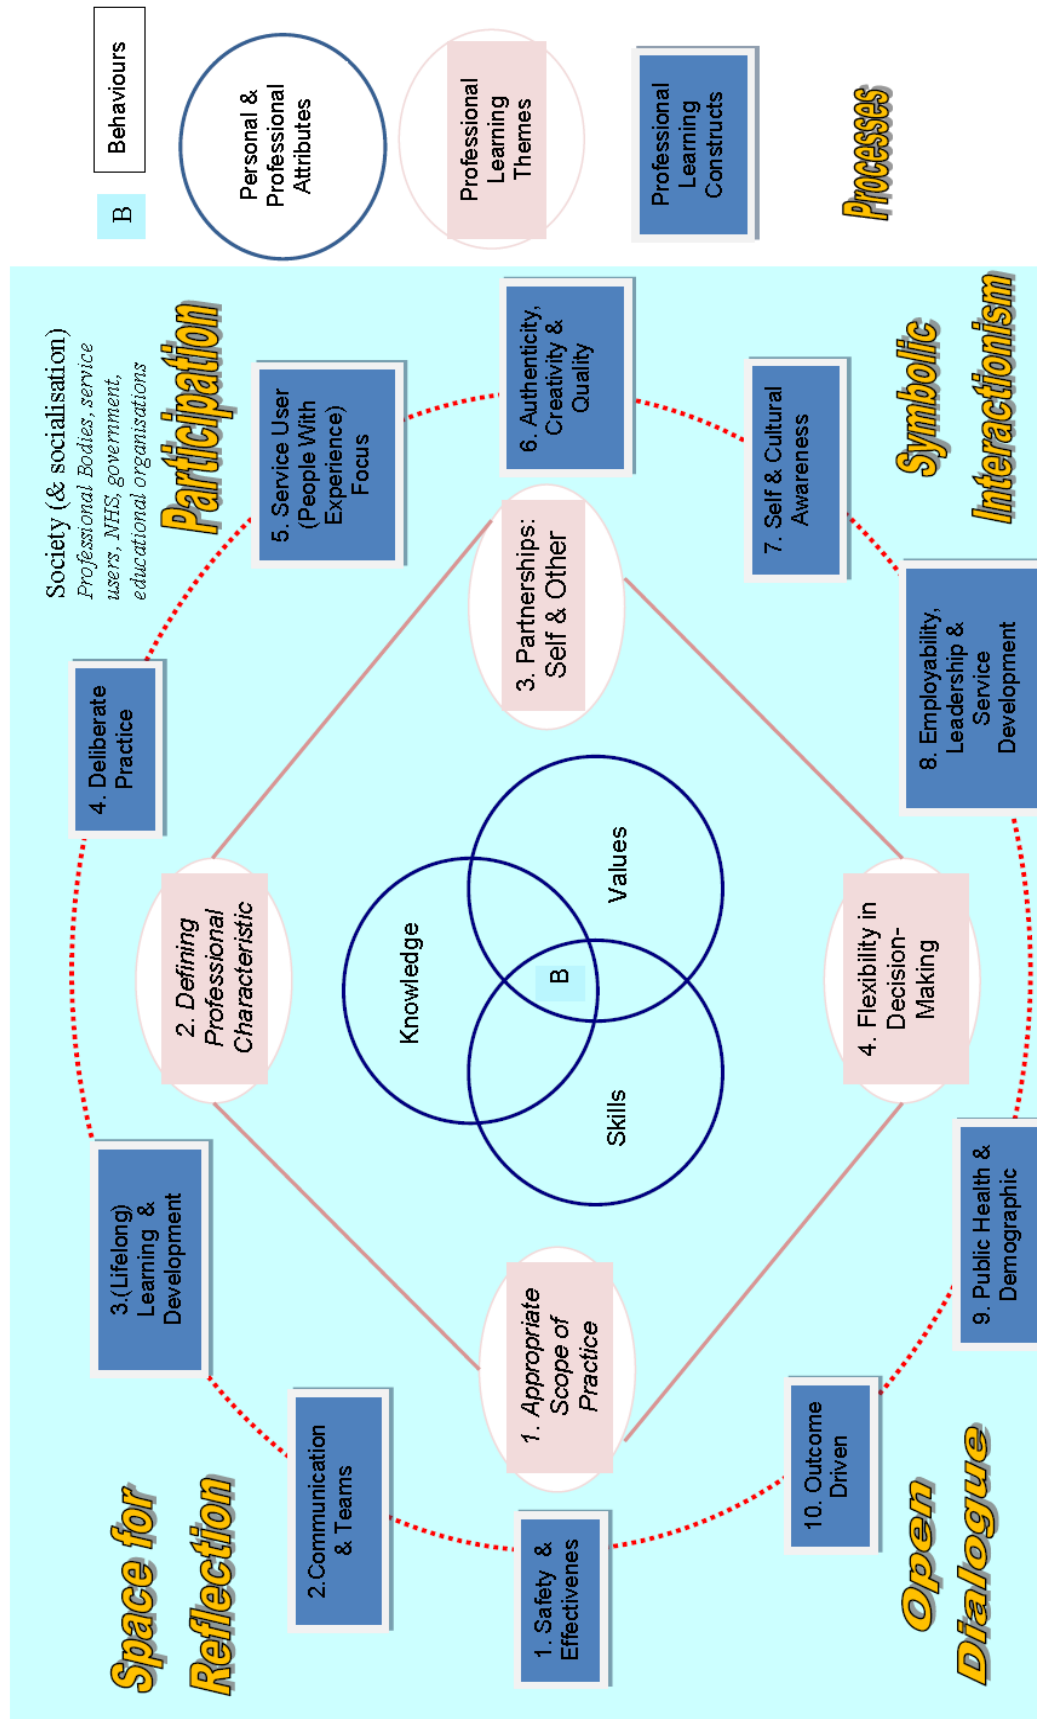 Space for
Reflection
3.(Lifelong)
Learning &
Development
4. Deliberate
Practice
Society (& socialisation)
Professional Bodies, service
users, NHS, government,
educational organisations
Participation
2.Communication
& Teams
2. Defining
Professional
Characteristic
5. Service User
(People With
Experience)
Focus
1. Safety &
Effectivenes
1. Appropriate
Scope of
Practice
Knowledge
Skills
B
Values
3. Partnerships:
Self & Other
6. Authenticity,
Creativity &
Quality
10. Outcome
Driven
4. Flexibility in
Decision-
Making
7. Self & Cultural
Awareness
Open
Dialogue
9. Public Health &
Demographic
8. Employability,
Leadership &
Service
Development
Symbolic
Interactionism
B
Behaviours
Personal &
Professional
Attributes
Professional
Learning
Themes
Professional
Learning
Constructs
Processes